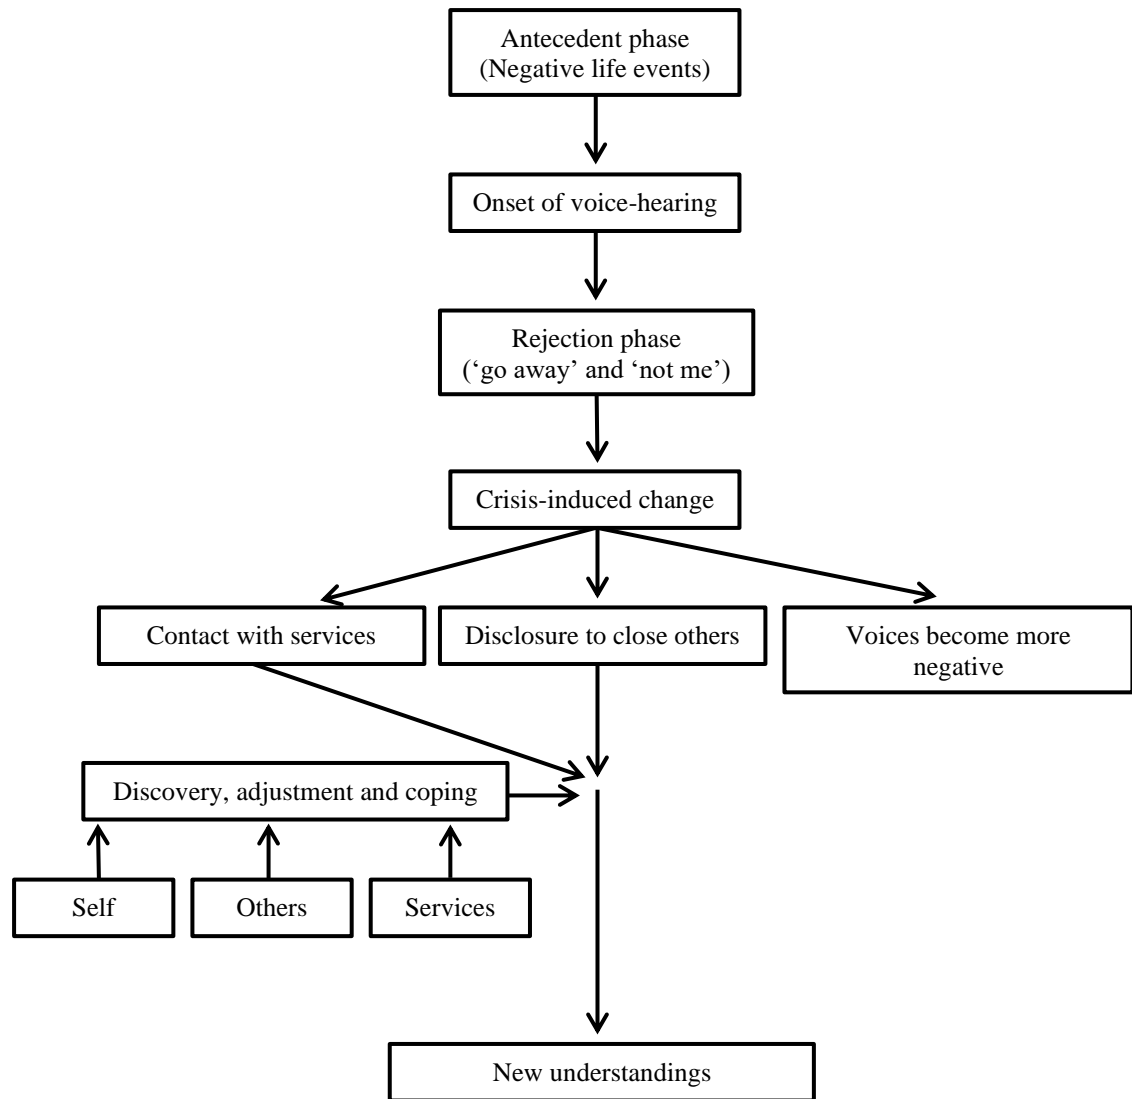 Antecedent phase
(Negative life events)
Onset of voice-hearing
Rejection phase
(‘go away’ and ‘not me’)
Crisis-induced change
Contact with services
Disclosure to close others
Voices become more
negative
Discovery, adjustment and coping
Self
Others
Services
New understandings